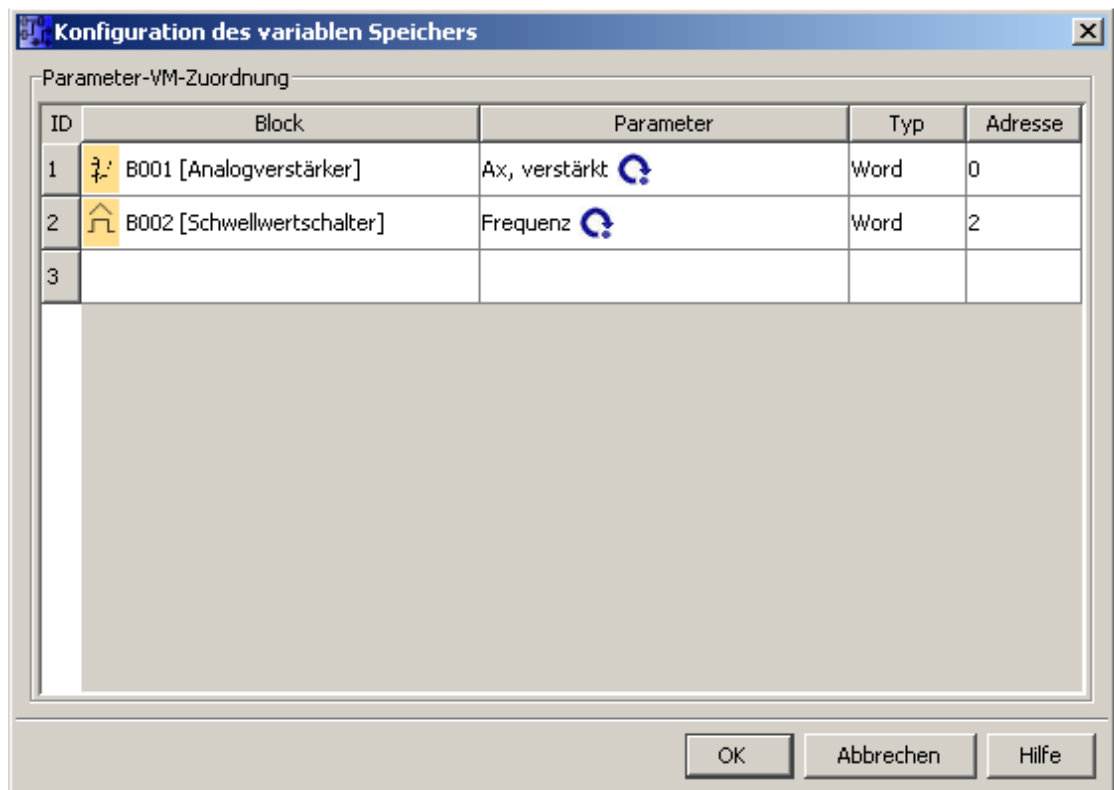 Konfiguration des variablen Speichers
Parameter-VM-Zuordnung
ID Block Parameter Typ Adresse
1 B001 [Analogverstärker] Ax, verstärkt Word 0
2 B002 [Schwellwertschalter] Frequenz Word 2
3
OK Abbrechen Hilfe